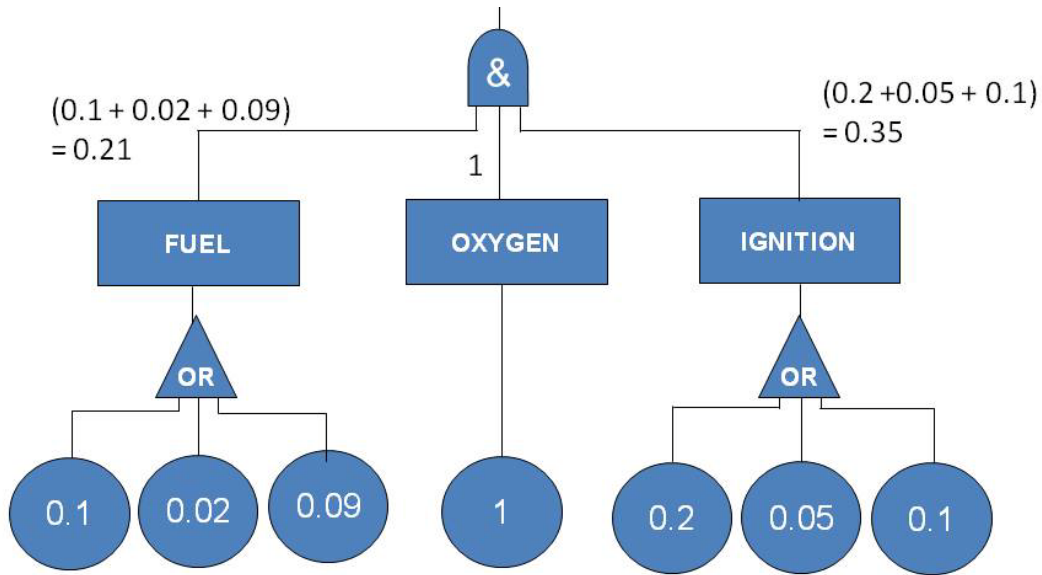 &
(0.1 + 0.02 + 0.09)
= 0.21
(0.2 +0.05 + 0.1)
= 0.35
1
FUEL
OXYGEN
IGNITION
OR
OR
0.1
0.02
0.09
1
0.2
0.05
0.1